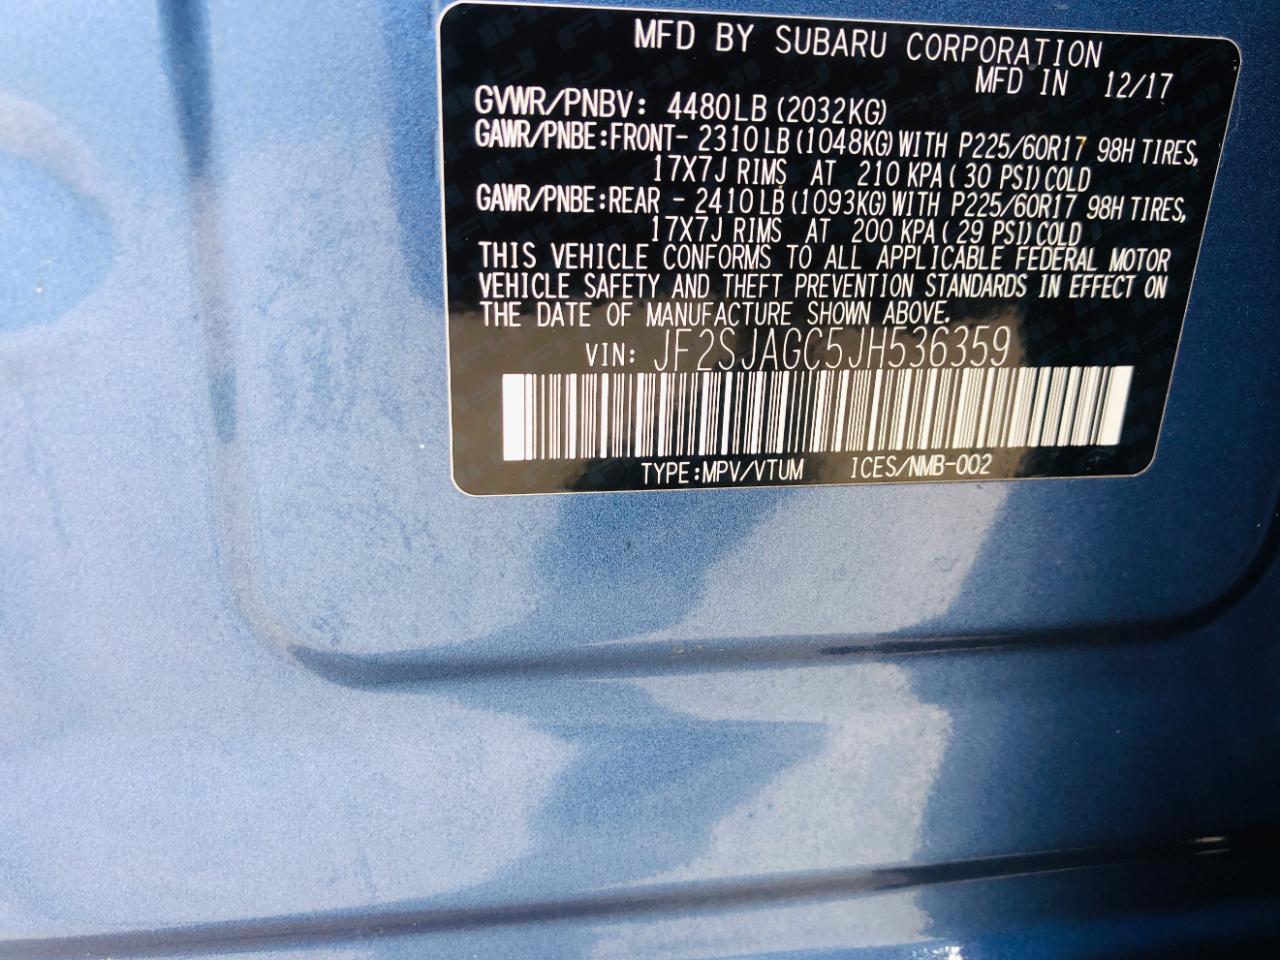 MFD BY SUBARU CORPORATION
MFD IN 12/17
GVWR/PNBV: 4480LB (2032KG)
GAWR/PNBE:FRONT- 2310LB (1048KG) WITH P225/60R17 98H TIRES,
17X7J RIMS AT 210 KPA ( 30 PSI) COLD
GAWR/PNBE:REAR - 2410LB (1093KG) WITH P225/60R17 98H TIRES,
17X7J RIMS AT 200 KPA ( 29 PSI) COLD
THIS VEHICLE CONFORMS TO ALL APPLICABLE FEDERAL MOTOR
VEHICLE SAFETY AND THEFT PREVENTION STANDARDS IN EFFECT ON
THE DATE OF MANUFACTURE SHOWN ABOVE.
VIN: JF2SJAGC5JH536359
TYPE:MPV/VTUM ICES/NMB-002